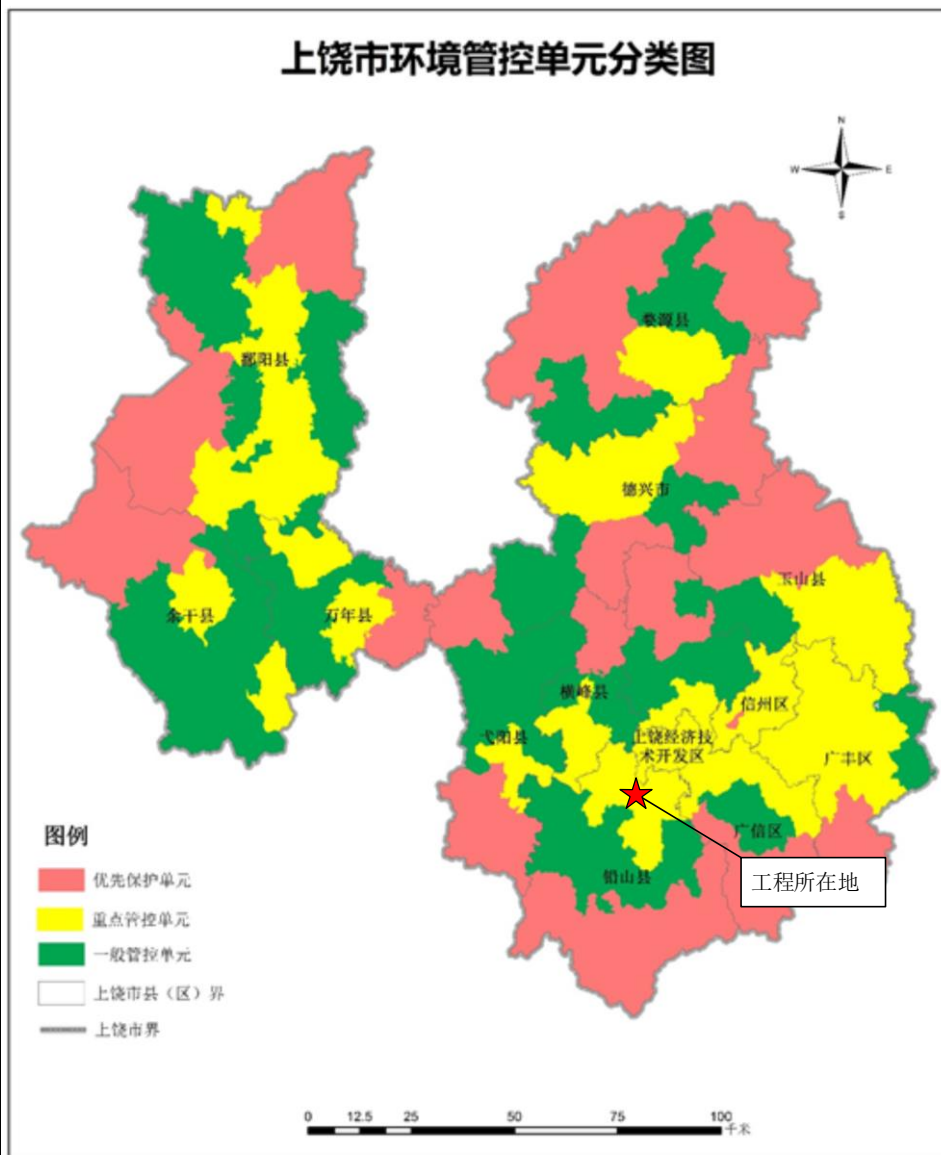 上饶市环境管控单元分类图
N
W
E
S
婺源县
鄱阳县
德兴市
玉山县
余干县
万年县
横峰县
信州区
弋阳县
上饶经济技
术开发区
广丰区
广信区
铅山县
工程所在地
图例
优先保护单元
重点管控单元
一般管控单元
上饶市县（区）界
上饶市界
0 12.5 25 50 75 100
千米